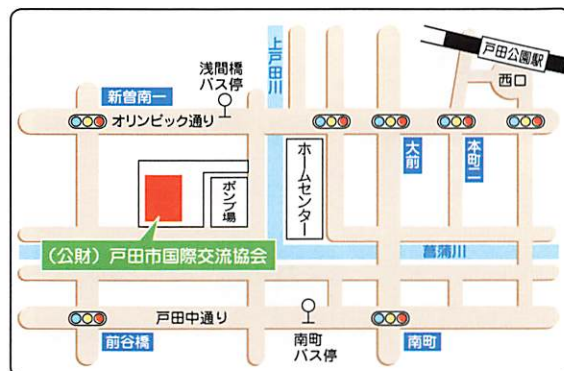 戸田公園駅
西口
上戸田川
浅間橋
バス停
新曽南一
オリンピック通り
大前
本町二
ホームセンター
ポンプ場
(公財)戸田市国際交流協会
菖蒲川
戸田中通り
前谷橋
南町
バス停
南町